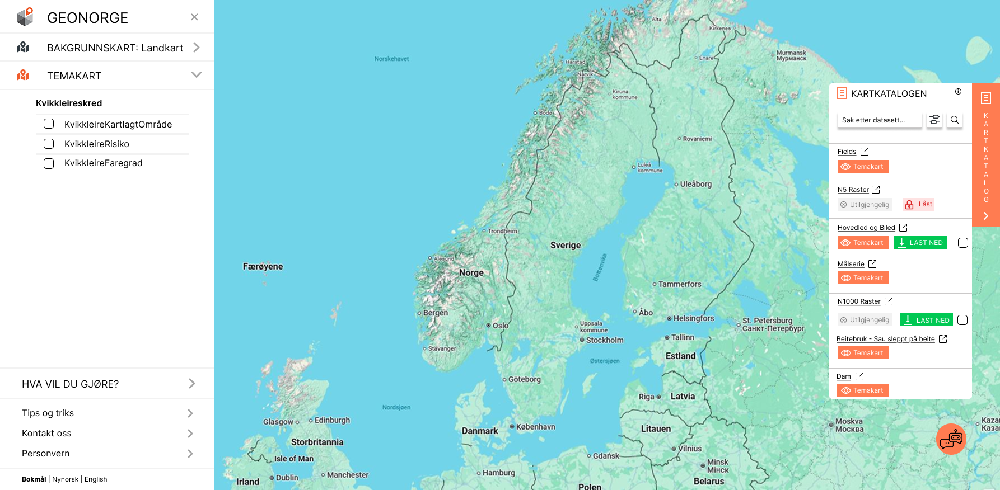 GEONORGE
BAKGRUNNSKART: Landkart
TEMAKART
Kvikkleireskred
KvikkleireKartlagtOmråde
KvikkleireRisiko
KvikkleireFaregrad
HVA VIL DU GJØRE?
Tips og triks
Kontakt oss
Personvern
Bokmål | Nynorsk | English
Norskehavet
Alta
Kirkenes
Enare
Murmansk
Мурманск
Harstad
Narvik
Kiruna
kommune
Bodø
Rovaniemi
Luleå
kommune
Uleåborg
Trondheim
Sverige
Ålesund
Færøyene
Norge
Bottenvika
Tammerfors
Bergen
Oslo
Åbo
Helsingfors
Uppsala
kommune
St. Petersburg
Санкт-Петербург
Stockholm
Tallinn
Stavanger
Estland
Østersjøen
Göteborg
Riga
Latvia
Nordsjøen
Glasgow
Edinburgh
København
Danmark
Litauen
Moskva
Москва
Storbritannia
Isle of Man
Gdańsk
Vilnius
Minsk
Мінск
Hamburg
Dublin
Manchester
Irland
Belarus
Polen
KARTKATALOGEN
Søk etter datasett...
Fields
Temakart
N5 Raster
Utilgjengelig
Låst
Hovedled og Biled
Temakart
LAST NED
Målserie
Temakart
N1000 Raster
Utilgjengelig
LAST NED
Beitebruk - Sau sleppt på beite
Temakart
Dam
Temakart
KARTKATALOG